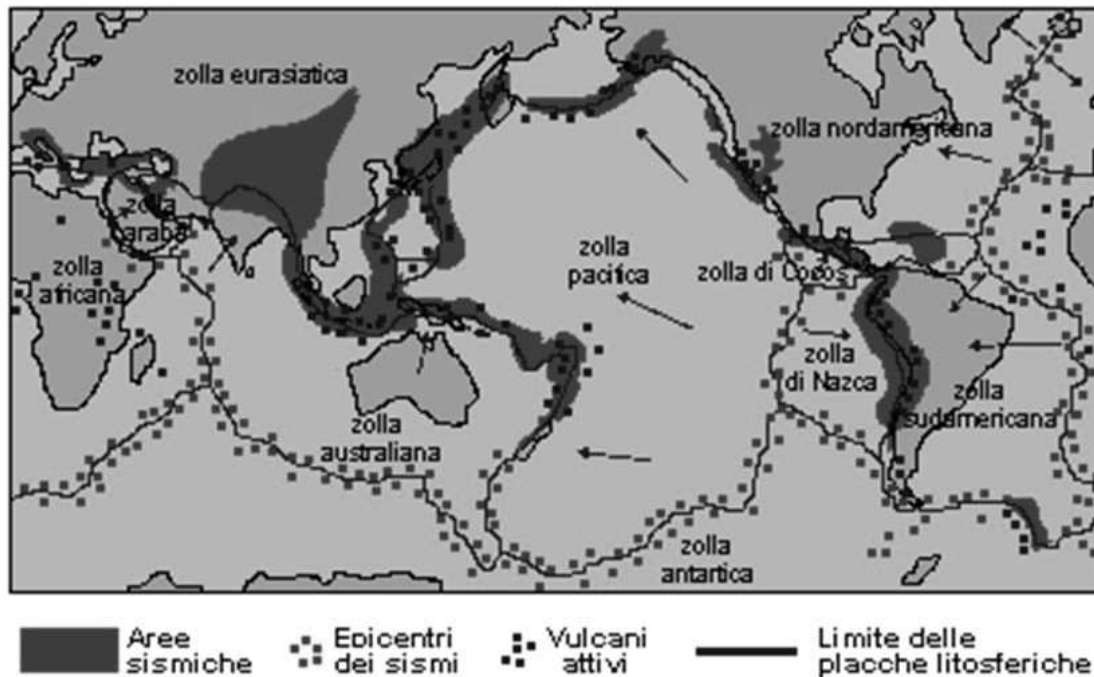 zolla eurasiatica
zolla nordamericana
zolla
araba
zolla
africana
zolla
pacifica
zolla di Cocos
zolla
di Nazca
zolla
sudamericana
zolla
australiana
zolla
antartica
Aree
sismiche
Epicentri
dei sismi
Vulcani
attivi
Limite delle
placche litosferiche